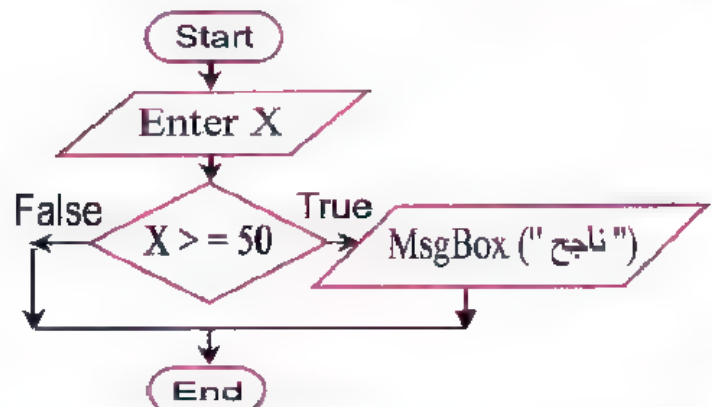 Start
Enter X
False
True
X > = 50
MsgBox ("ناجح ")
End